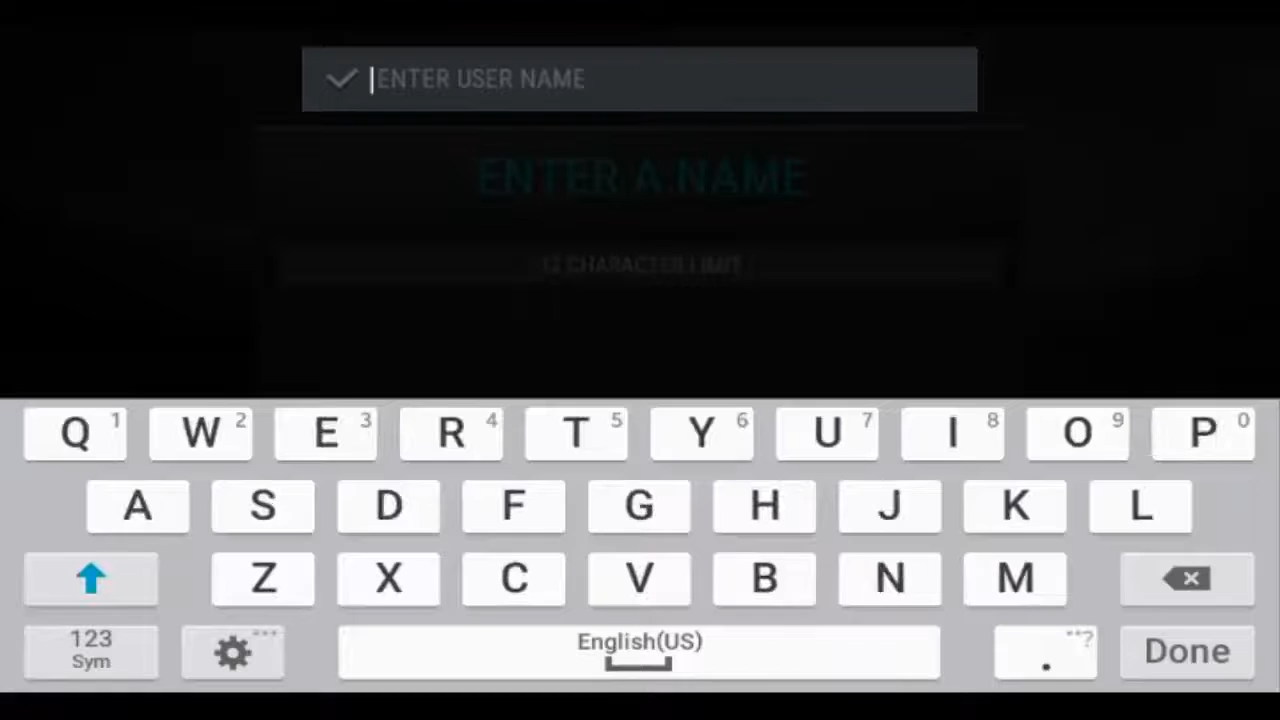 ENTER USER NAME
ENTER A NAME
12 CHARACTER LIMIT
Q 1 W 2 E 3 R 4 T 5 Y 6 U 7 I 8 O 9 P 0
A S D F G H J K L
Z X C V B N M
123 Sym English(US) . Done